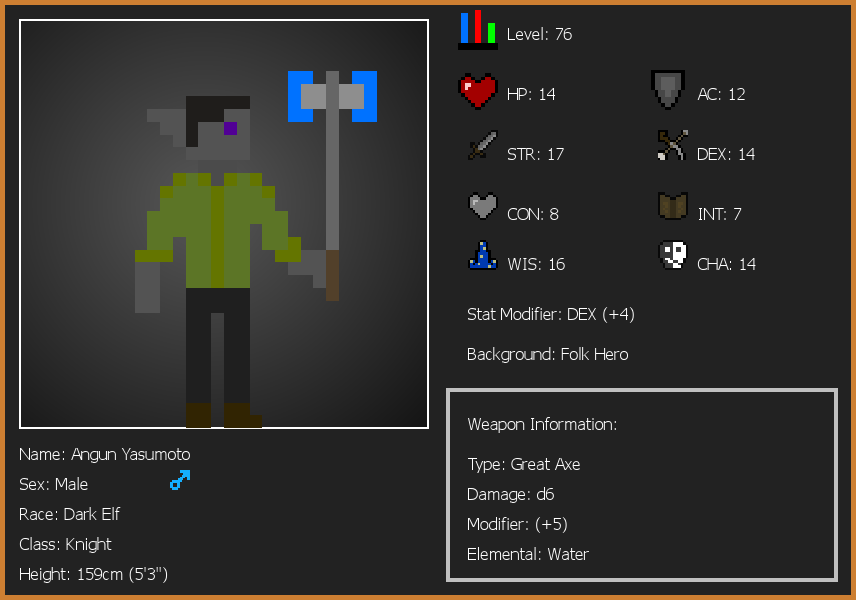 Level: 76
HP: 14
AC: 12
STR: 17
DEX: 14
CON: 8
INT: 7
WIS: 16
CHA: 14
Stat Modifier: DEX (+4)
Background: Folk Hero
Weapon Information:
Type: Great Axe
Damage: d6
Modifier: (+5)
Elemental: Water
Name: Angun Yasumoto
Sex: Male
Race: Dark Elf
Class: Knight
Height: 159cm (5'3")